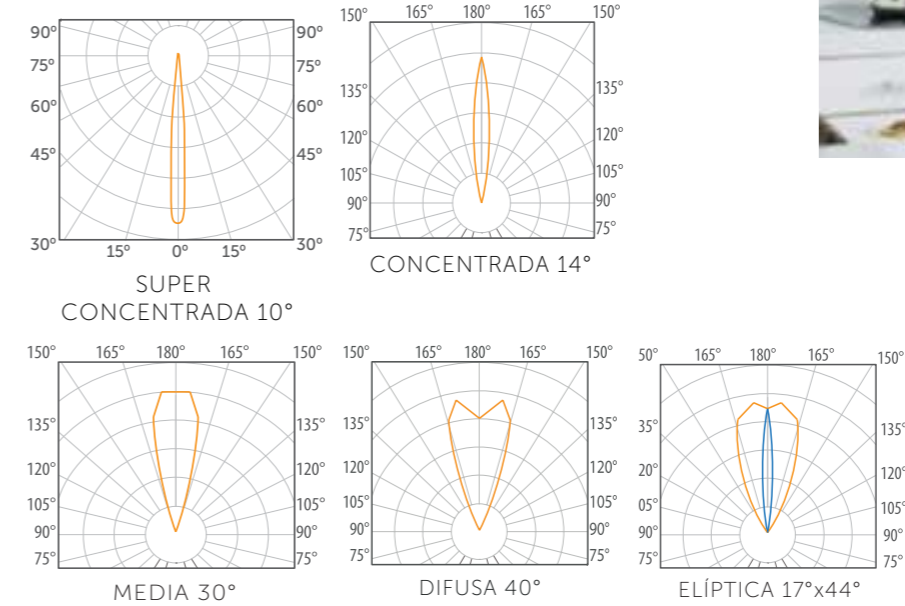 90° 90°
75° 75°
60° 60°
45° 45°
30° 15° 0° 15° 30°
SUPER
CONCENTRADA 10°
150° 165° 180° 165° 150°
135° 135°
120° 120°
105° 105°
90° 90°
75° 75°
CONCENTRADA 14°
150° 165° 180° 165° 150°
135° 135°
120° 120°
105° 105°
90° 90°
75° 75°
MEDIA 30°
150° 165° 180° 165° 150°
135° 135°
120° 120°
105° 105°
90° 90°
75° 75°
DIFUSA 40°
50° 165° 180° 165° 150°
35° 135°
20° 120°
05° 105°
90° 90°
75° 75°
ELÍPTICA 17°x44°